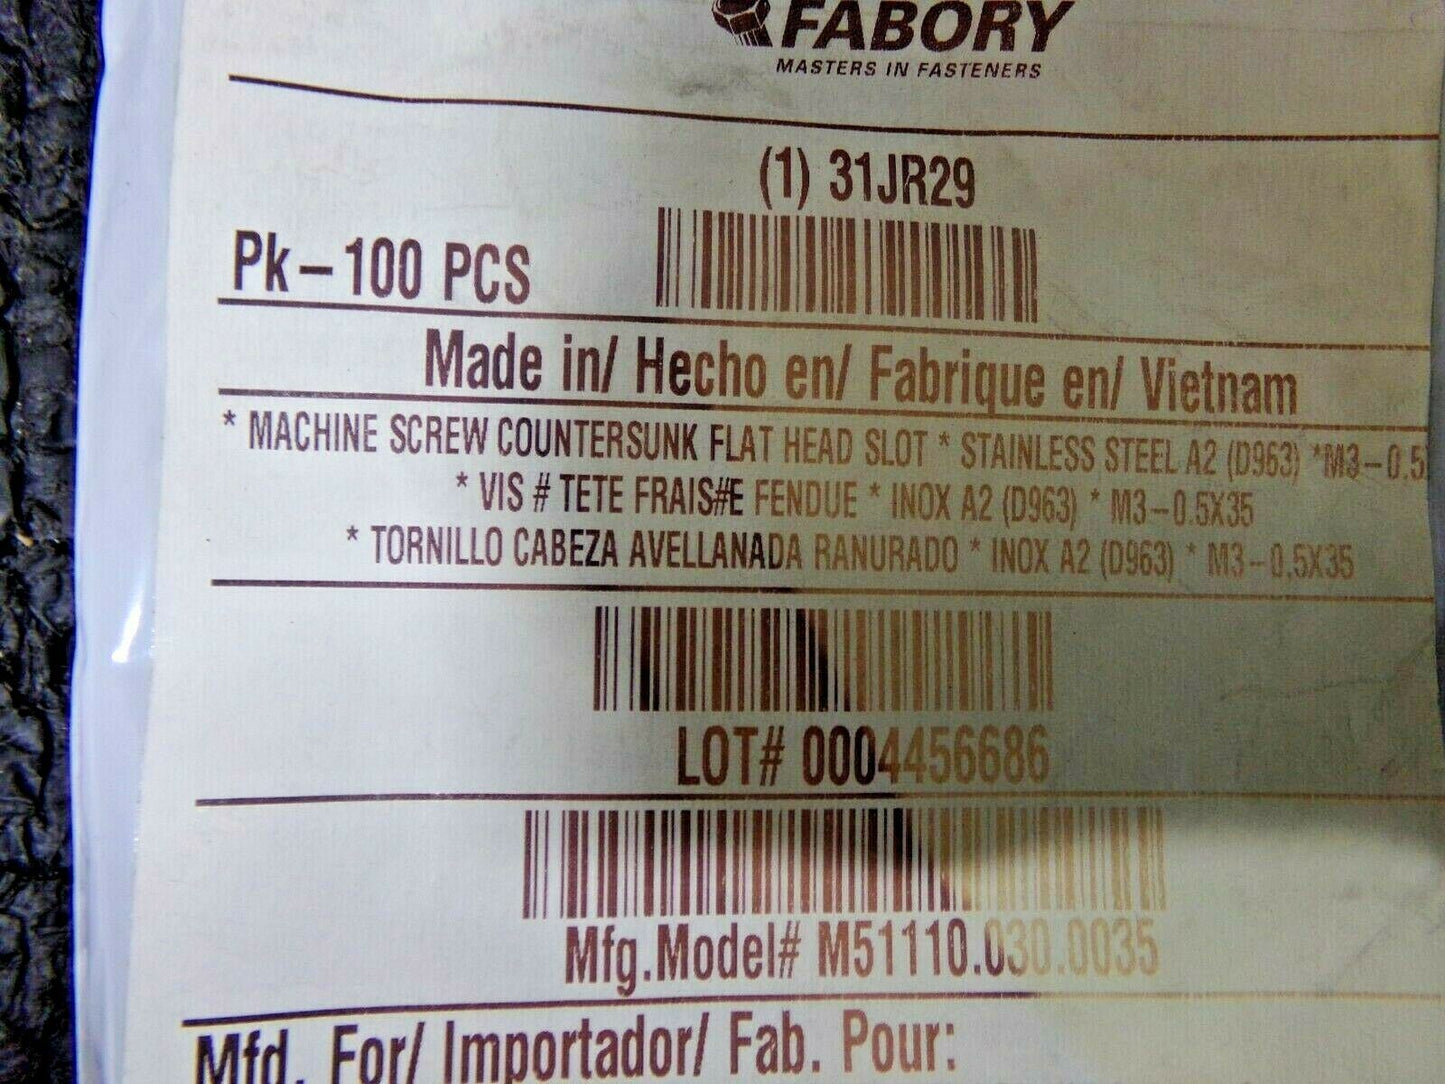 FABORY
MASTERS IN FASTENERS
(1) 31JR29
Pk-100 PCS
Made in/ Hecho en/ Fabrique en/ Vietnam
* MACHINE SCREW COUNTERSUNK FLAT HEAD SLOT * STAINLESS STEEL A2 (D963) *M3-0.5
* VIS # TETE FRAIS#E FENDUE * INOX A2 (D963) * M3-0.5X35
* TORNILLO CABEZA AVELLANADA RANURADO * INOX A2 (D963) * M3-0.5X35
LOT# 0004456686
Mfg.Model# M51110.030.0035
Mfd. For/ Importador/ Fab. Pour: